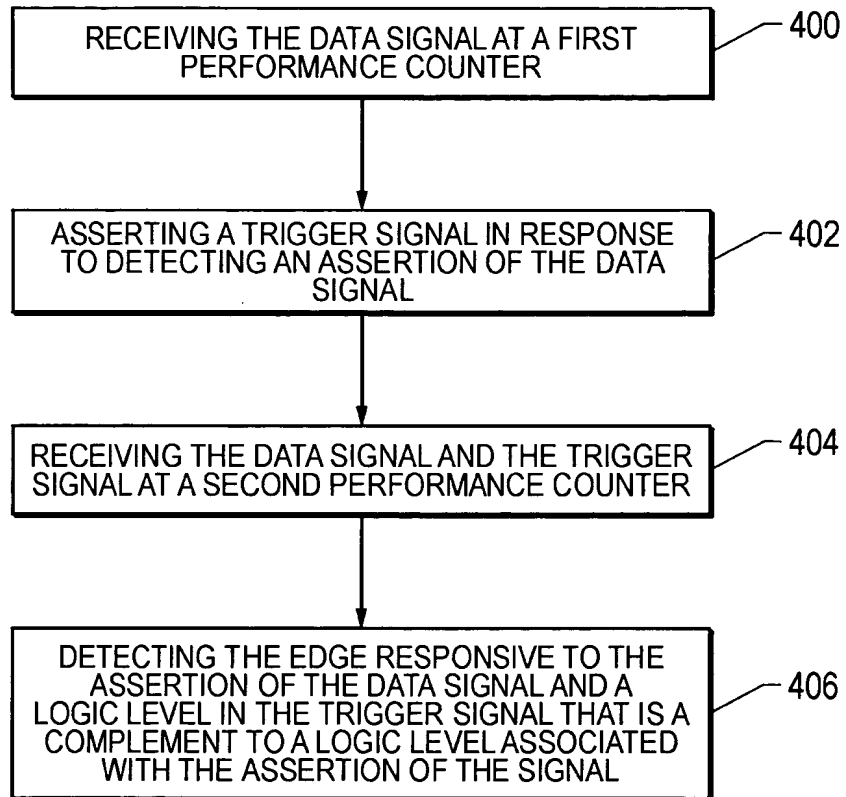 RECEIVING THE DATA SIGNAL AT A FIRST
PERFORMANCE COUNTER
400
ASSERTING A TRIGGER SIGNAL IN RESPONSE
TO DETECTING AN ASSERTION OF THE DATA
SIGNAL
402
RECEIVING THE DATA SIGNAL AND THE TRIGGER
SIGNAL AT A SECOND PERFORMANCE COUNTER
404
DETECTING THE EDGE RESPONSIVE TO THE
ASSERTION OF THE DATA SIGNAL AND A
LOGIC LEVEL IN THE TRIGGER SIGNAL THAT IS A
COMPLEMENT TO A LOGIC LEVEL ASSOCIATED
WITH THE ASSERTION OF THE SIGNAL
406